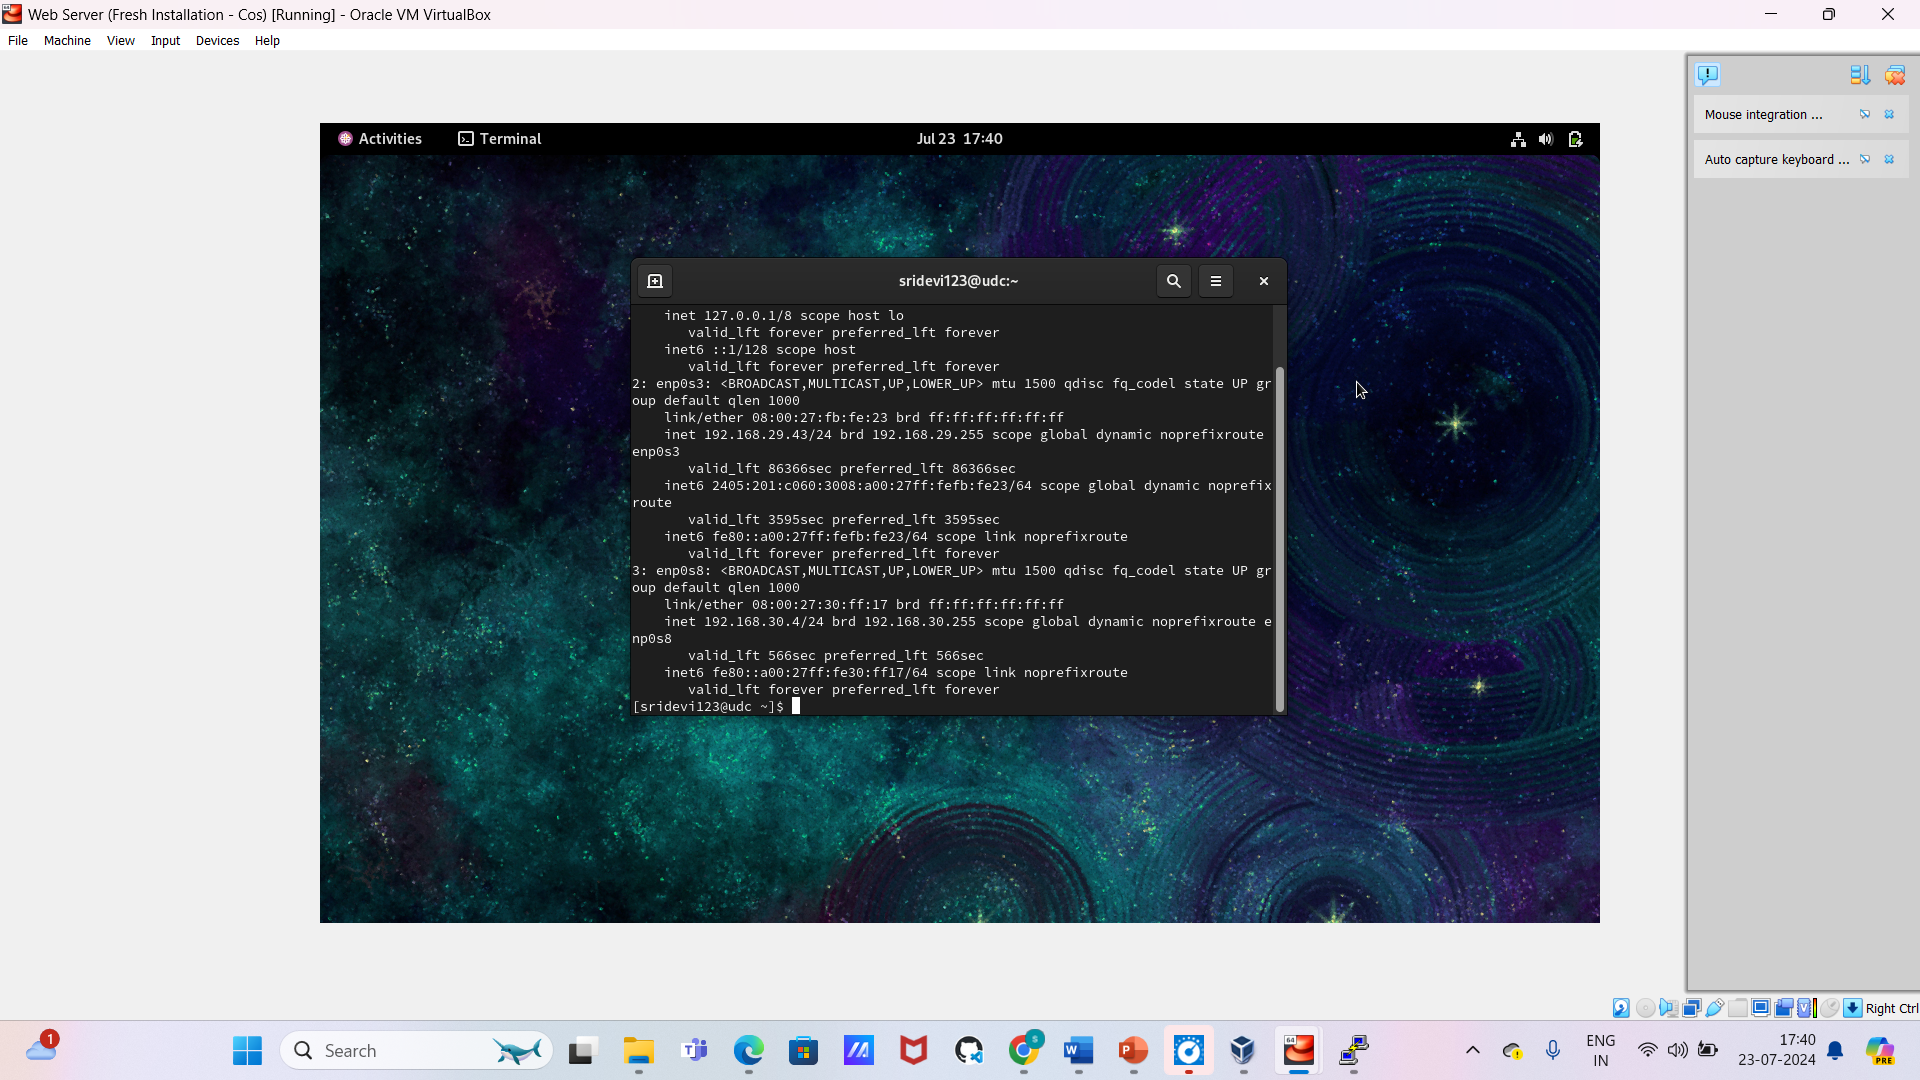 Web Server (Fresh Installation - Cos) [Running] - Oracle VM VirtualBox
File Machine View Input Devices Help
Mouse integration ...
Auto capture keyboard ...
Activities Terminal Jul 23 17:40
sridevi123@udc:~
inet 127.0.0.1/8 scope host lo
valid_lft forever preferred_lft forever
inet6 ::1/128 scope host
valid_lft forever preferred_lft forever
2: enp0s3: <BROADCAST,MULTICAST,UP,LOWER_UP> mtu 1500 qdisc fq_codel state UP gr
oup default qlen 1000
link/ether 08:00:27:fb:fe:23 brd ff:ff:ff:ff:ff:ff
inet 192.168.29.43/24 brd 192.168.29.255 scope global dynamic noprefixroute
enp0s3
valid_lft 86366sec preferred_lft 86366sec
inet6 2405:201:c060:3008:a00:27ff:fefb:fe23/64 scope global dynamic noprefix
route
valid_lft 3595sec preferred_lft 3595sec
inet6 fe80::a00:27ff:fefb:fe23/64 scope link noprefixroute
valid_lft forever preferred_lft forever
3: enp0s8: <BROADCAST,MULTICAST,UP,LOWER_UP> mtu 1500 qdisc fq_codel state UP gr
oup default qlen 1000
link/ether 08:00:27:30:ff:17 brd ff:ff:ff:ff:ff:ff
inet 192.168.30.4/24 brd 192.168.30.255 scope global dynamic noprefixroute e
np0s8
valid_lft 566sec preferred_lft 566sec
inet6 fe80::a00:27ff:fe30:ff17/64 scope link noprefixroute
valid_lft forever preferred_lft forever
[sridevi123@udc ~]$
Right Ctrl
1
Search
S
64
ENG
IN
17:40
23-07-2024
PRE